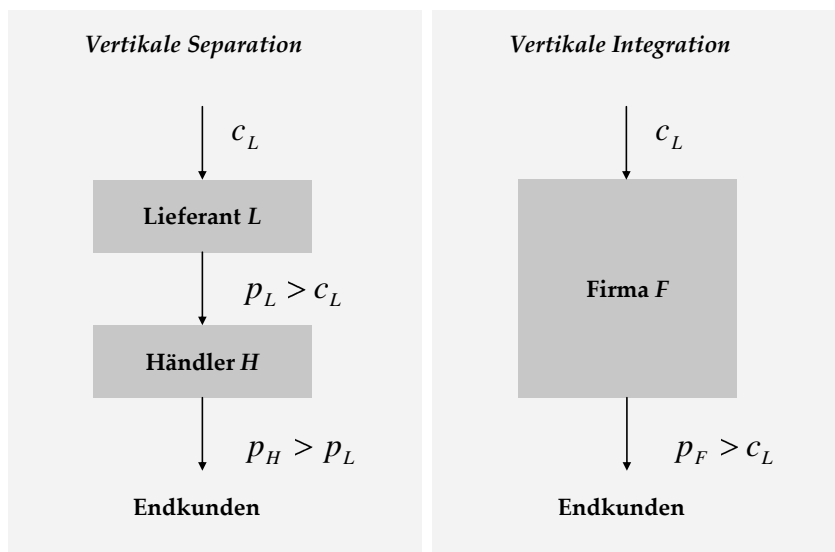 Vertikale Separation
c_L
Lieferant L
p_L > c_L
Händler H
p_H > p_L
Endkunden
Vertikale Integration
c_L
Firma F
p_F > c_L
Endkunden